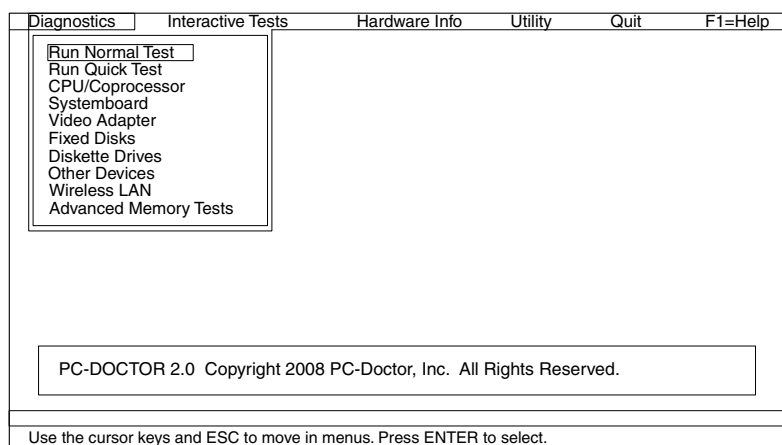 Diagnostics Interactive Tests Hardware Info Utility Quit F1=Help
Run Normal Test
Run Quick Test
CPU/Coprocessor
Systemboard
Video Adapter
Fixed Disks
Diskette Drives
Other Devices
Wireless LAN
Advanced Memory Tests
PC-DOCTOR 2.0 Copyright 2008 PC-Doctor, Inc. All Rights Reserved.
Use the cursor keys and ESC to move in menus. Press ENTER to select.